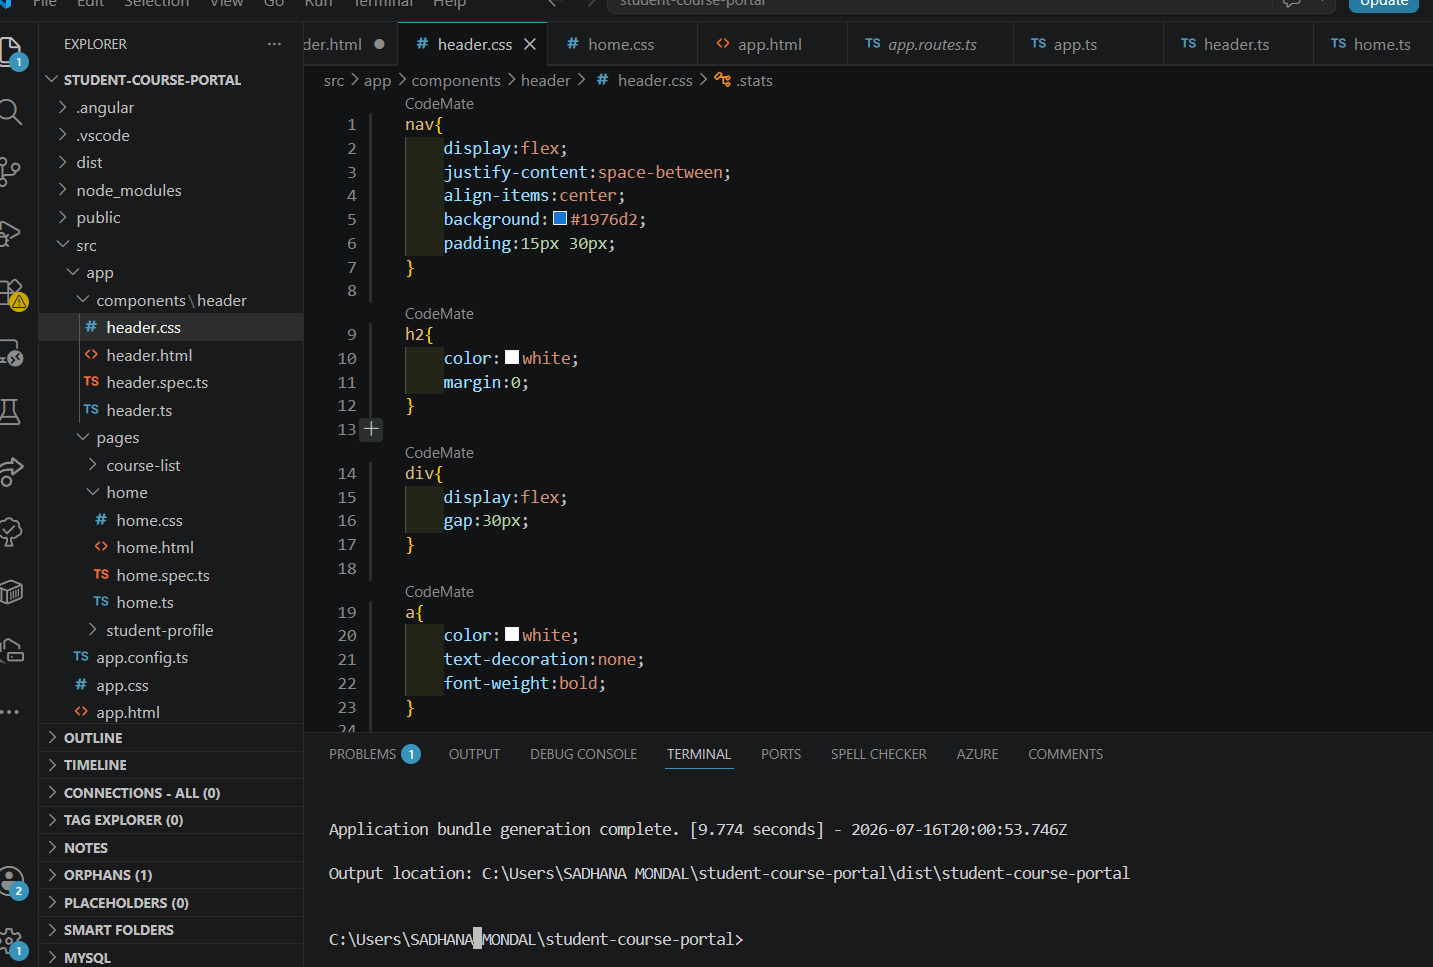 File Edit Selection View Go Run Terminal Help
student-course-portal
Update
EXPLORER
der.html
header.css
home.css
app.html
app.routes.ts
app.ts
header.ts
home.ts
src > app > components > header > # header.css > .stats
1
STUDENT-COURSE-PORTAL
.angular
.vscode
dist
node_modules
public
src
app
components\header
# header.css
<> header.html
TS header.spec.ts
TS header.ts
pages
course-list
home
# home.css
<> home.html
TS home.spec.ts
TS home.ts
student-profile
TS app.config.ts
# app.css
<> app.html
OUTLINE
TIMELINE
CONNECTIONS - ALL (0)
TAG EXPLORER (0)
NOTES
ORPHANS (1)
PLACEHOLDERS (0)
SMART FOLDERS
MYSQL
2
1
CodeMate
1 nav{
2 display:flex;
3 justify-content:space-between;
4 align-items:center;
5 background:#1976d2;
6 padding:15px 30px;
7 }
8
CodeMate
9 h2{
10 color:white;
11 margin:0;
12 }
13
CodeMate
14 div{
15 display:flex;
16 gap:30px;
17 }
18
CodeMate
19 a{
20 color:white;
21 text-decoration:none;
22 font-weight:bold;
23 }
24
PROBLEMS 1 OUTPUT DEBUG CONSOLE TERMINAL PORTS SPELL CHECKER AZURE COMMENTS
Application bundle generation complete. [9.774 seconds] - 2026-07-16T20:00:53.746Z
Output location: C:\Users\SADHANA MONDAL\student-course-portal\dist\student-course-portal
C:\Users\SADHANA MONDAL\student-course-portal>